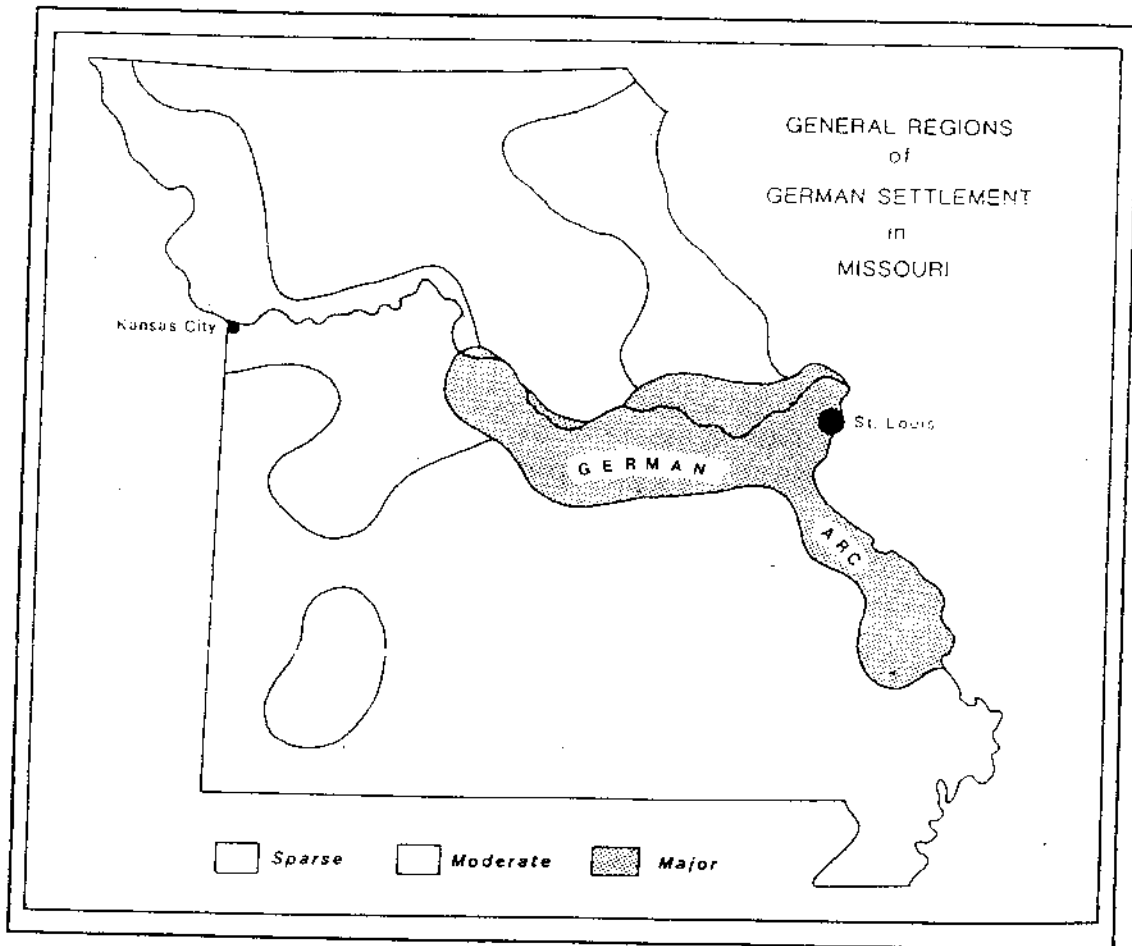 GENERAL REGIONS
of
GERMAN SETTLEMENT
in
MISSOURI
Kansas City
St. Louis
GERMAN
ARC
Sparse
Moderate
Major